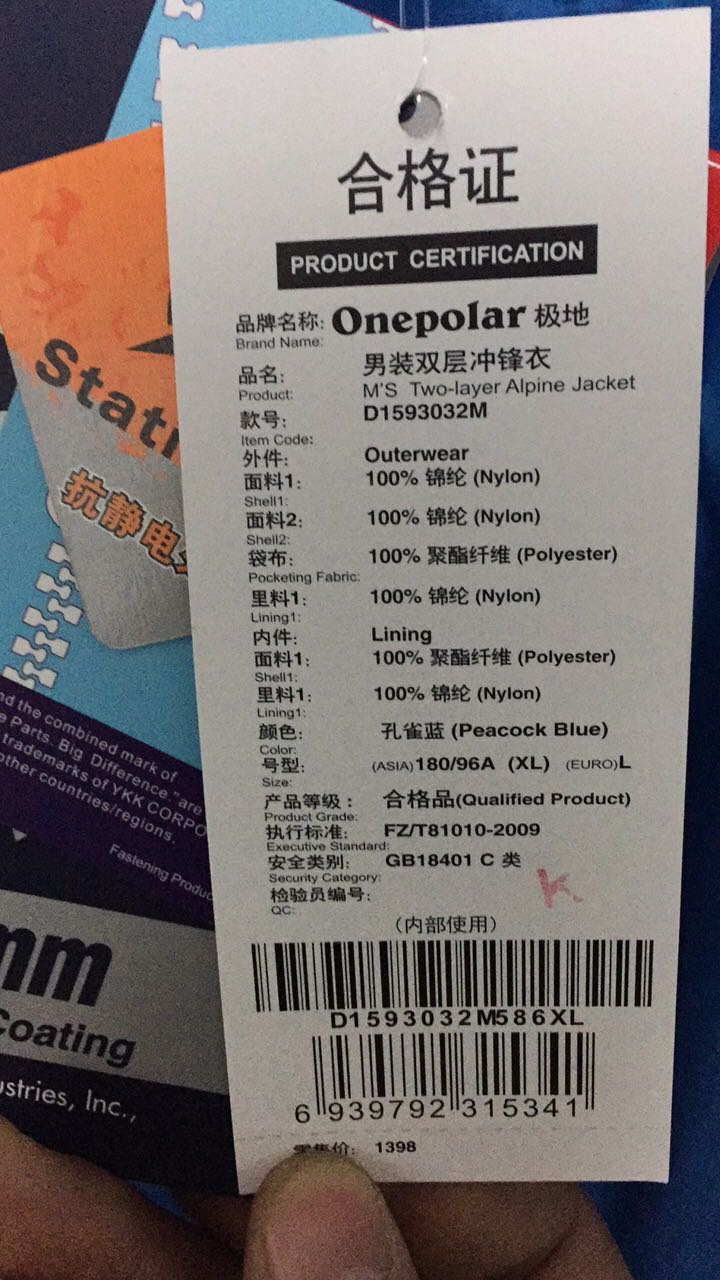 合格证
PRODUCT CERTIFICATION
品牌名称: Onepolar 极地
Brand Name:
品名: 男装双层冲锋衣
Product: M'S Two-layer Alpine Jacket
款号: D1593032M
Item Code:
外件: Outerwear
面料1: 100% 锦纶 (Nylon)
Shell1:
面料2: 100% 锦纶 (Nylon)
Shell2:
袋布: 100% 聚酯纤维 (Polyester)
Pocketing Fabric:
里料1: 100% 锦纶 (Nylon)
Lining1:
内件: Lining
面料1: 100% 聚酯纤维 (Polyester)
Shell1:
里料1: 100% 锦纶 (Nylon)
Lining1:
颜色: 孔雀蓝 (Peacock Blue)
Color:
号型: (ASIA)180/96A (XL) (EURO)L
Size:
产品等级: 合格品(Qualified Product)
Product Grade:
执行标准: FZ/T81010-2009
Executive Standard:
安全类别: GB18401 C 类
Security Category:
检验员编号:
QC:
（内部使用）
D1593032M586XL
6 939792 315341
零售价: 1398
Stat
抗静电
nd the combined mark of
e Parts. Big Difference." are
trademarks of YKK CORPO
other countries/regions.
Fastening Produc
mm
Coating
ustries, Inc.,